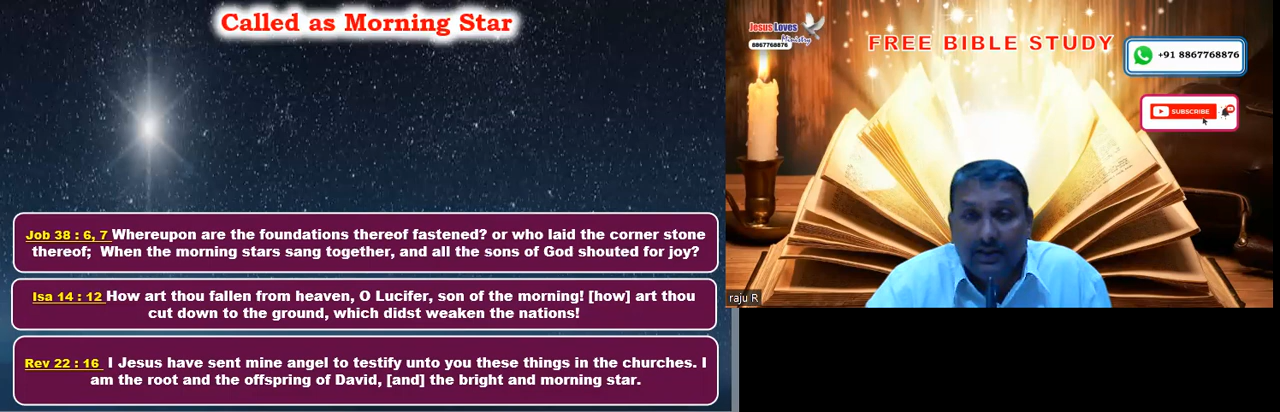 Called as Morning Star
Job 38 : 6, 7 Whereupon are the foundations thereof fastened? or who laid the corner stone
thereof; When the morning stars sang together, and all the sons of God shouted for joy?
Isa 14 : 12 How art thou fallen from heaven, O Lucifer, son of the morning! [how] art thou
cut down to the ground, which didst weaken the nations!
Rev 22 : 16 I Jesus have sent mine angel to testify unto you these things in the churches. I
am the root and the offspring of David, [and] the bright and morning star.
Jesus Loves
Ministry
8867768876
FREE BIBLE STUDY
+91 8867768876
SUBSCRIBE
raju R